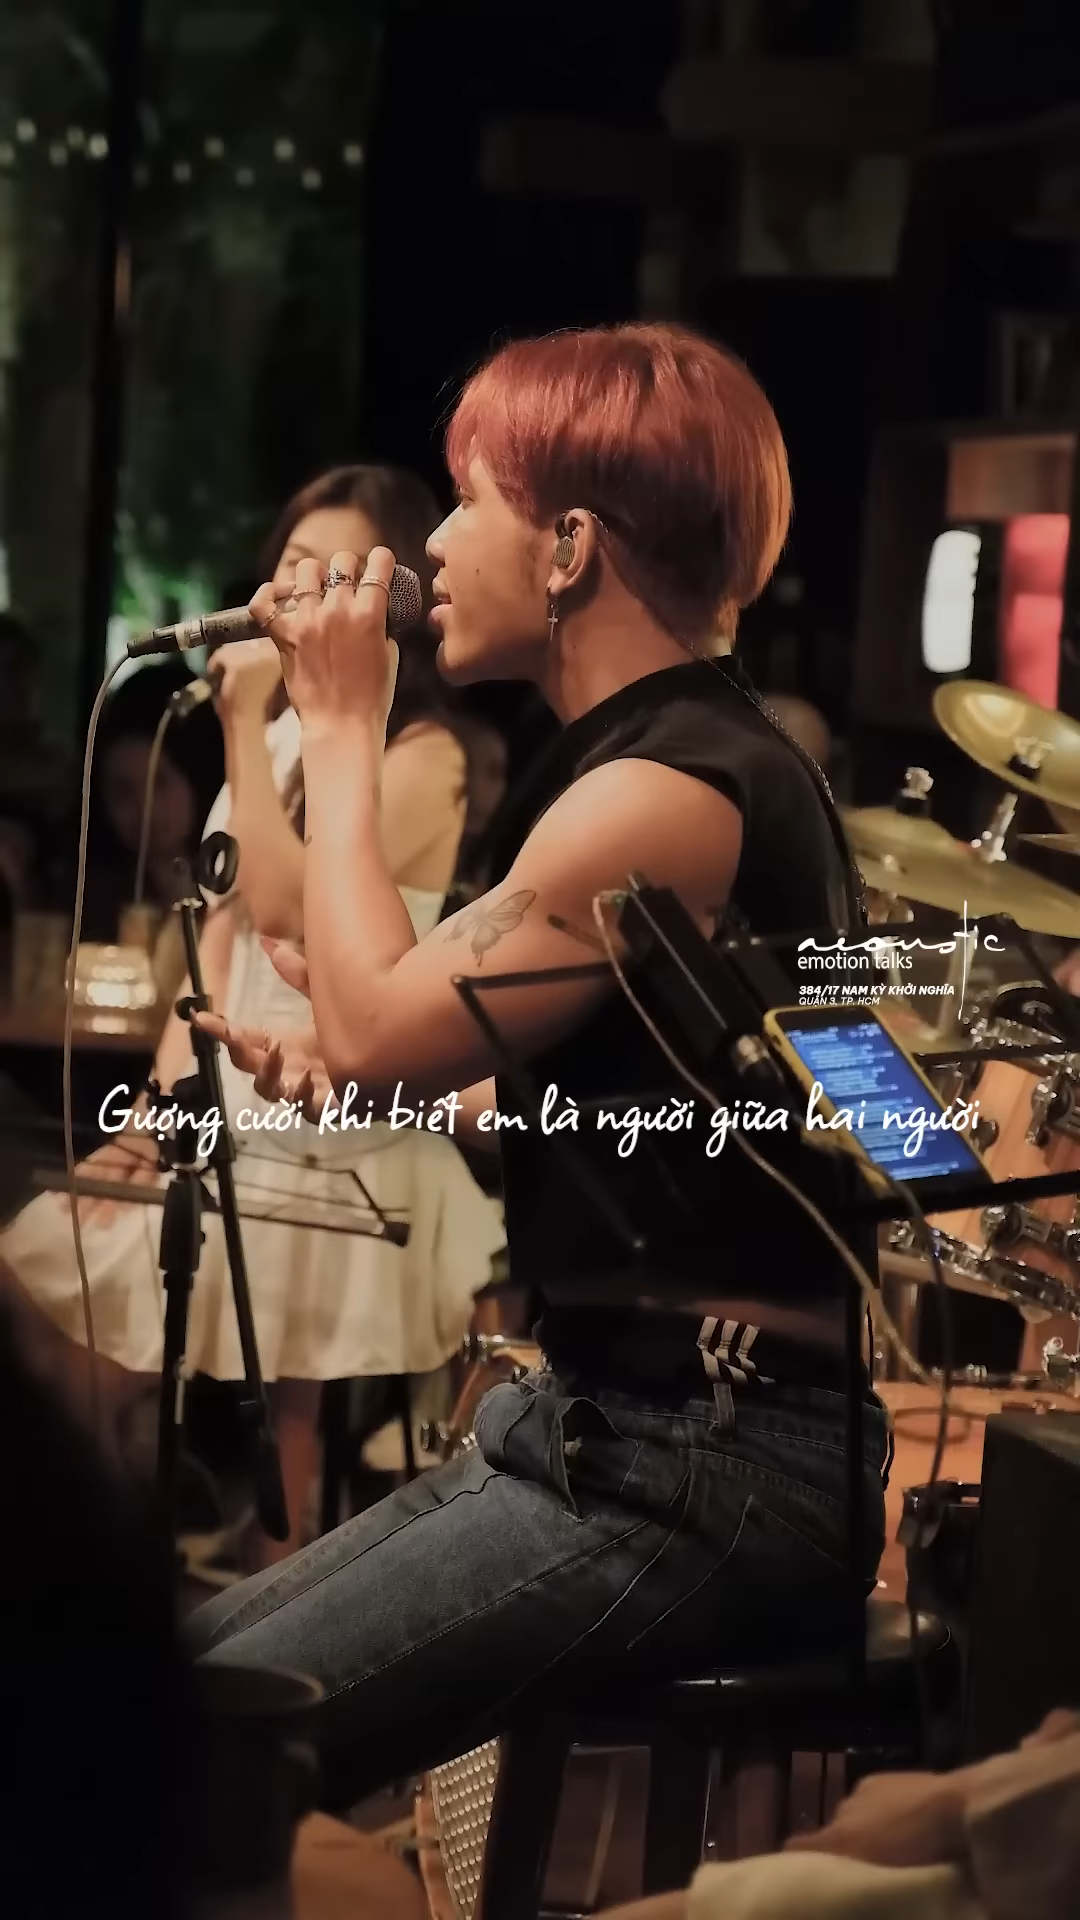 acoustic
emotion talks
384/17 NAM KỲ KHỞI NGHĨA
QUẬN 3, TP. HCM
Gượng cười khi biết em là người giữa hai người